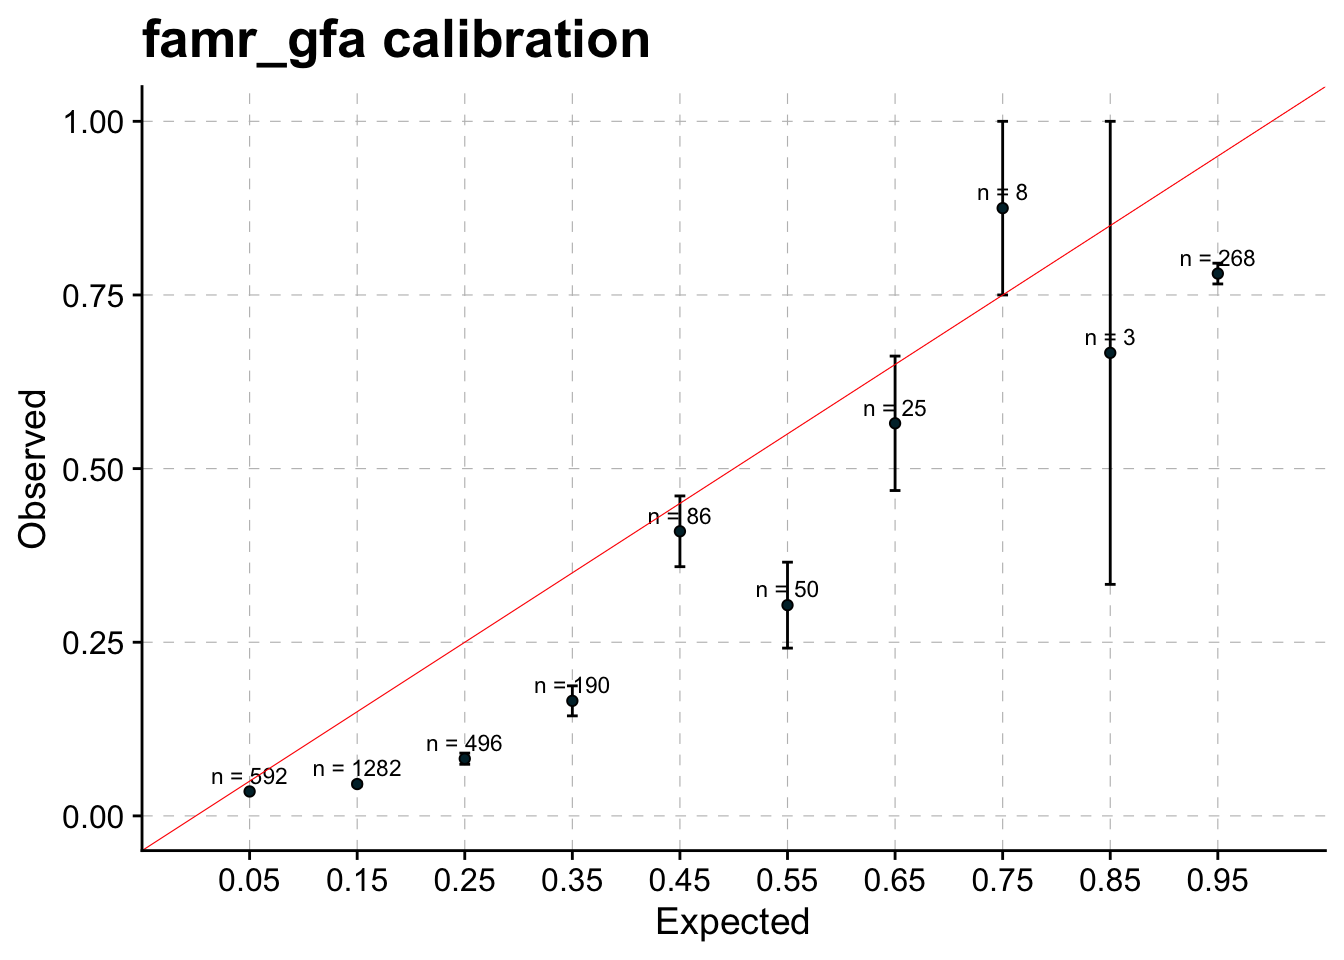 famr_gfa calibration
1.00
0.75
0.50
0.25
0.00
Observed
n = 592
n = 1282
n = 496
n = 190
n = 86
n = 50
n = 25
n = 8
n = 3
n = 268
0.05 0.15 0.25 0.35 0.45 0.55 0.65 0.75 0.85 0.95
Expected